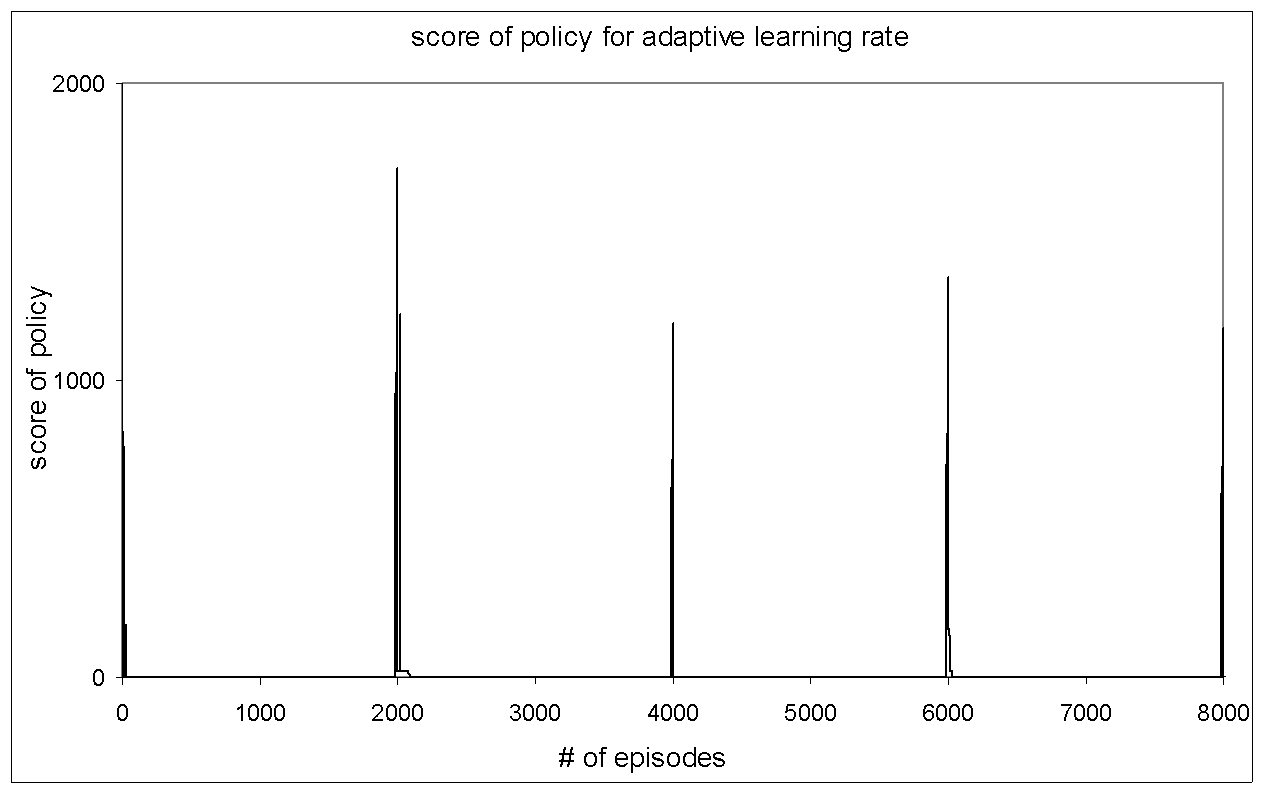 score of policy for adaptive learning rate
2000
1000
0
score of policy
0 1000 2000 3000 4000 5000 6000 7000 8000
# of episodes